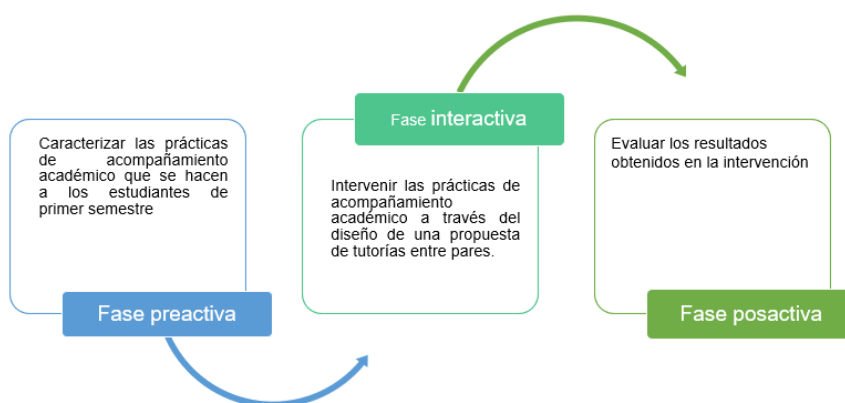 Caracterizar las prácticas
de acompañamiento
académico que se hacen
a los estudiantes de
primer semestre
Fase preactiva
Fase interactiva
Intervenir las prácticas de
acompañamiento
académico a través del
diseño de una propuesta
de tutorías entre pares.
Evaluar los resultados
obtenidos en la intervención
Fase posactiva